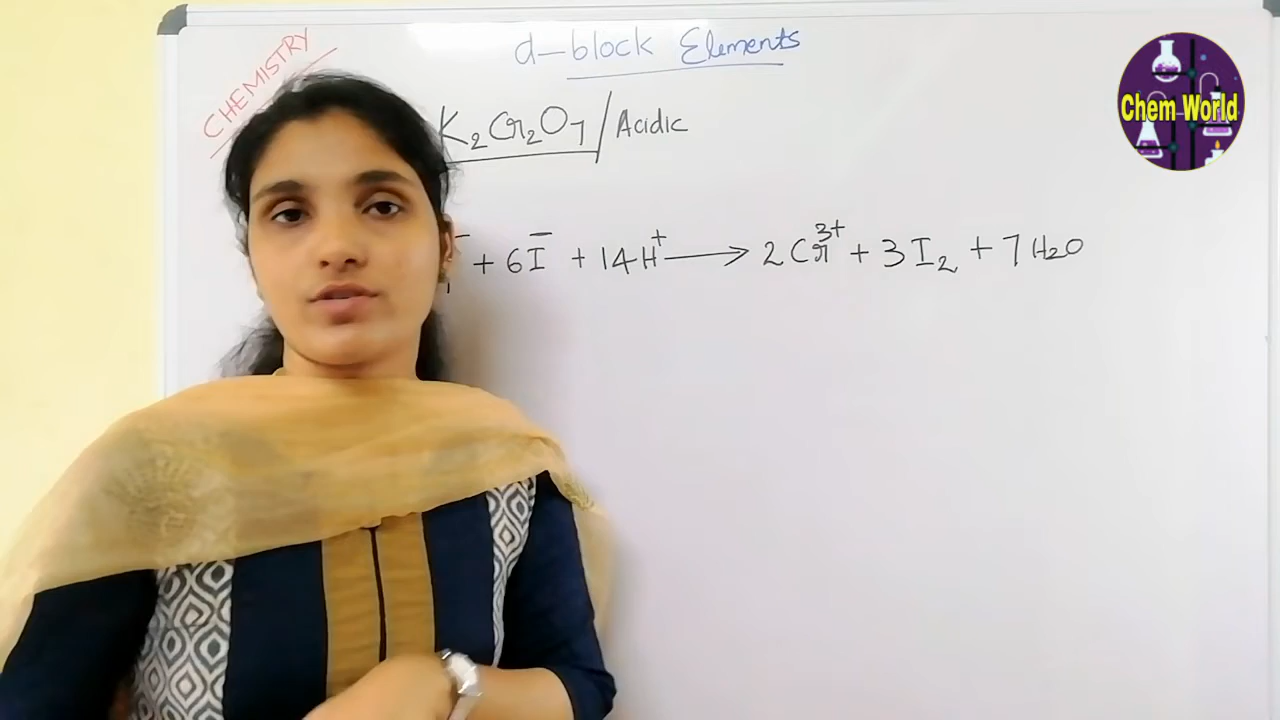 d-block Elements
CHEMISTRY
Chem World
K₂Cr₂O₇/Acidic
+ 6I⁻ + 14H⁺ ⟶ 2Cr³⁺ + 3I₂ + 7H₂O